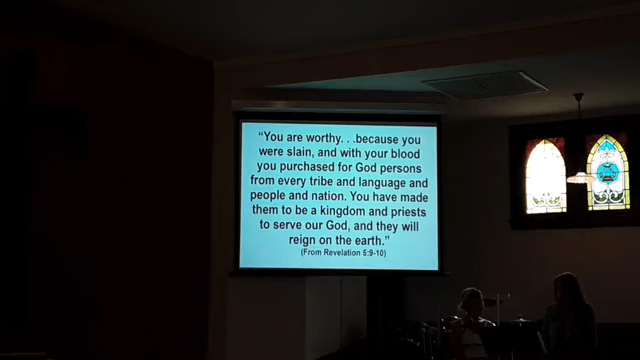 “You are worthy. . .because you
were slain, and with your blood
you purchased for God persons
from every tribe and language and
people and nation. You have made
them to be a kingdom and priests
to serve our God, and they will
reign on the earth.”
(From Revelation 5:9-10)